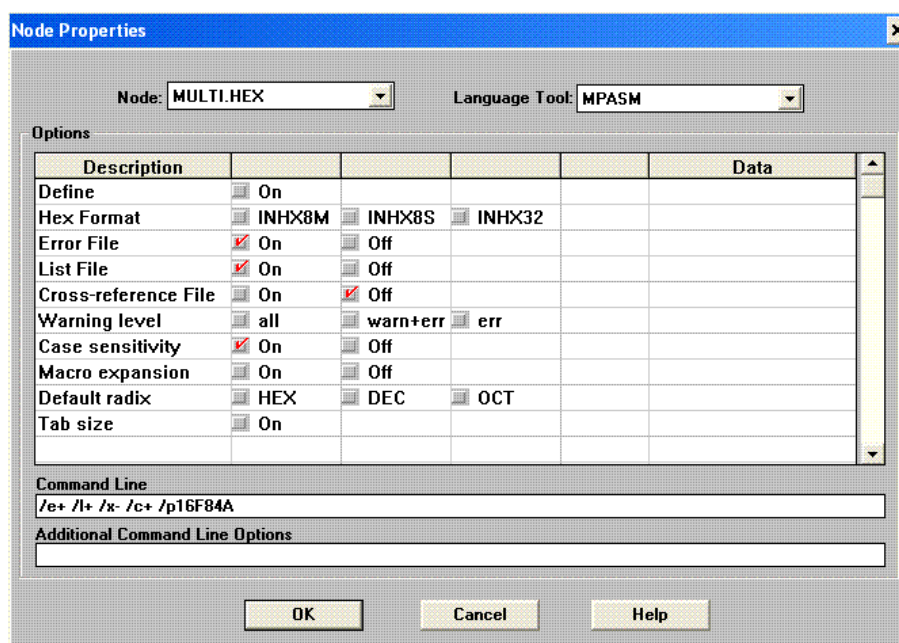 Node Properties
Node: MULTI.HEX Language Tool: MPASM
Options
Description Data
Define On
Hex Format INHX8M INHX8S INHX32
Error File On Off
List File On Off
Cross-reference File On Off
Warning level all warn+err err
Case sensitivity On Off
Macro expansion On Off
Default radix HEX DEC OCT
Tab size On
Command Line
/e+ /l+ /x- /c+ /p16F84A
Additional Command Line Options
OK Cancel Help